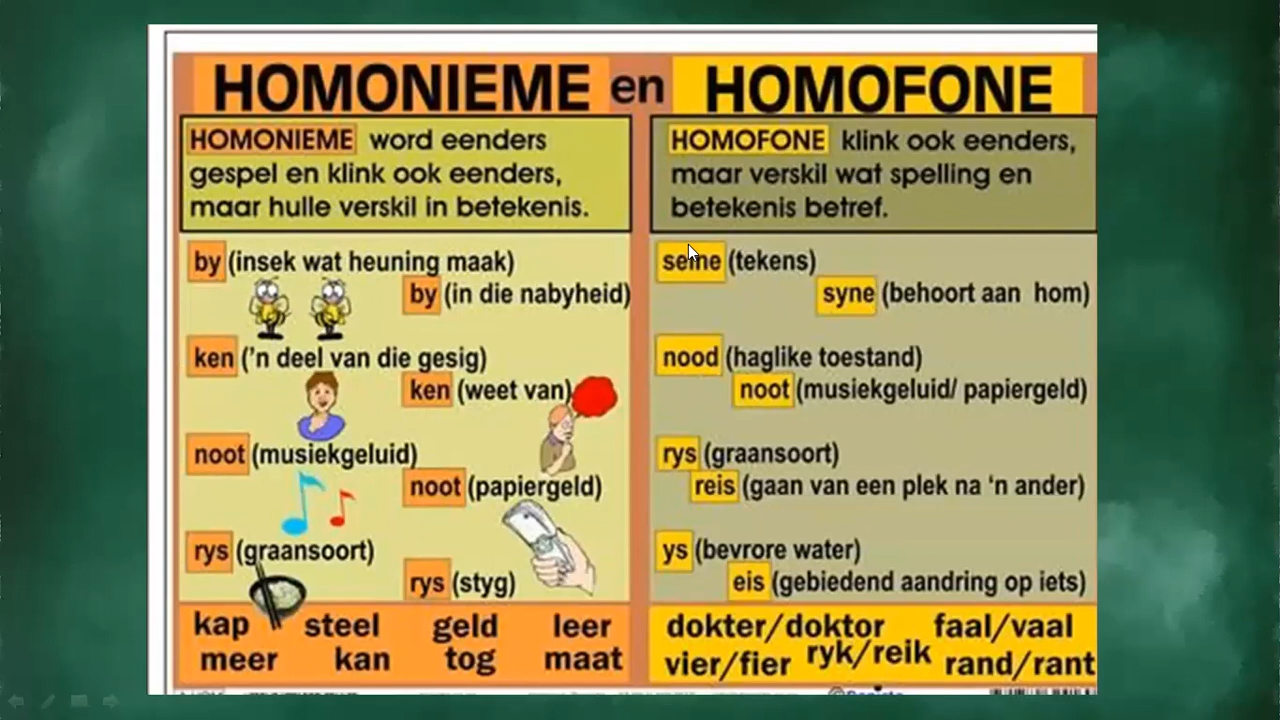 HOMONIEME en HOMOFONE
HOMONIEME word eenders
gespel en klink ook eenders,
maar hulle verskil in betekenis.
by (insek wat heuning maak)
by (in die nabyheid)
ken ('n deel van die gesig)
ken (weet van)
noot (musiekgeluid)
noot (papiergeld)
rys (graansoort)
rys (styg)
kap steel geld leer
meer kan tog maat
HOMOFONE klink ook eenders,
maar verskil wat spelling en
betekenis betref.
seine (tekens)
syne (behoort aan hom)
nood (haglike toestand)
noot (musiekgeluid/ papiergeld)
rys (graansoort)
reis (gaan van een plek na 'n ander)
ys (bevrore water)
eis (gebiedend aandring op iets)
dokter/doktor faal/vaal
vier/fier ryk/reik rand/rant